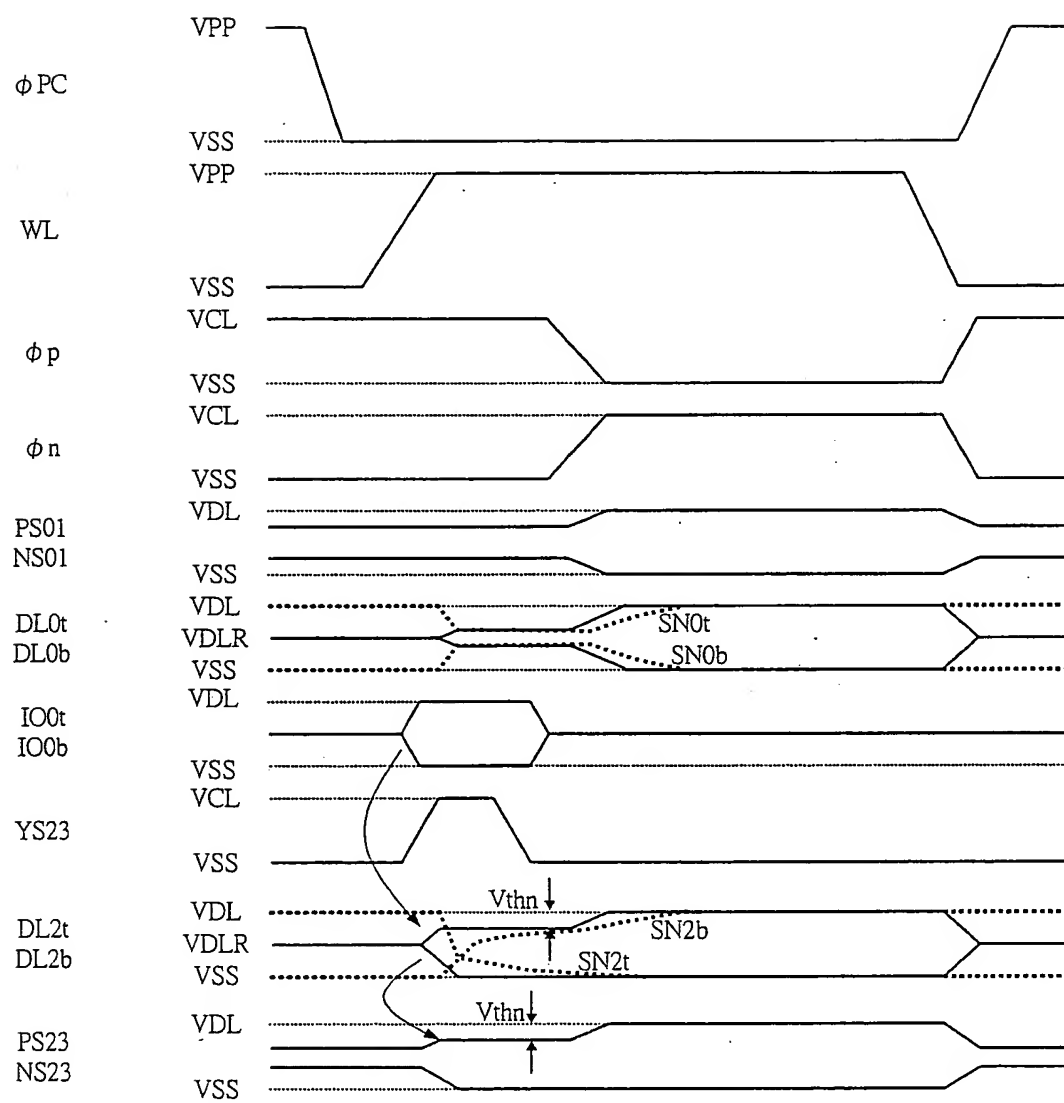 VPP
φPC
VSS
VPP
WL
VSS
VCL
φp
VSS
VCL
φn
VSS
VDL
PS01
NS01
VSS
VDL
DL0t
VDLR
DL0b
VSS
SN0t
SN0b
VDL
IO0t
IO0b
VSS
VCL
YS23
VSS
Vthn
VDL
DL2t
VDLR
DL2b
VSS
SN2b
SN2t
Vthn
VDL
PS23
NS23
VSS